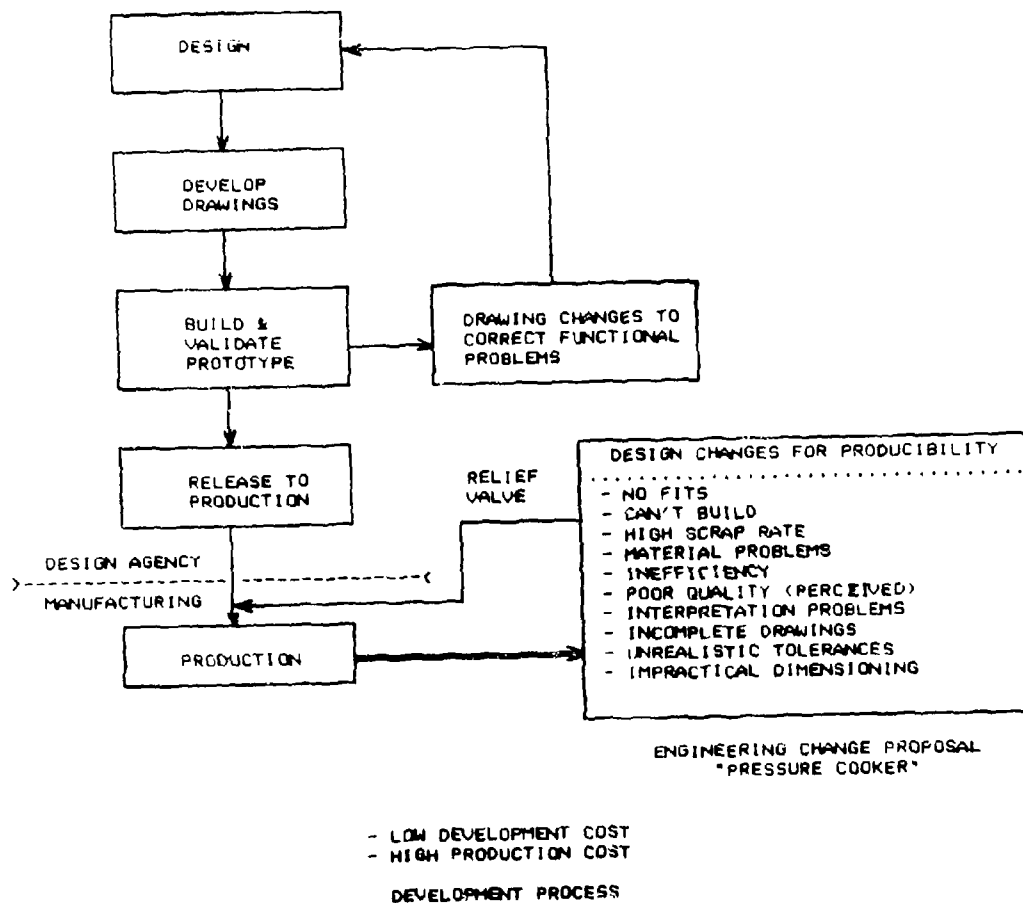 DESIGN
DEVELOP
DRAWINGS
BUILD &
VALIDATE
PROTOTYPE
DRAWING CHANGES TO
CORRECT FUNCTIONAL
PROBLEMS
RELEASE TO
PRODUCTION
RELIEF
VALVE
DESIGN CHANGES FOR PRODUCIBILITY
- NO FITS
- CAN'T BUILD
- HIGH SCRAP RATE
- MATERIAL PROBLEMS
- INEFFICIENCY
- POOR QUALITY (PERCEIVED)
- INTERPRETATION PROBLEMS
- INCOMPLETE DRAWINGS
- UNREALISTIC TOLERANCES
- IMPRACTICAL DIMENSIONING
DESIGN AGENCY
MANUFACTURING
PRODUCTION
ENGINEERING CHANGE PROPOSAL
"PRESSURE COOKER"
- LOW DEVELOPMENT COST
- HIGH PRODUCTION COST
DEVELOPMENT PROCESS